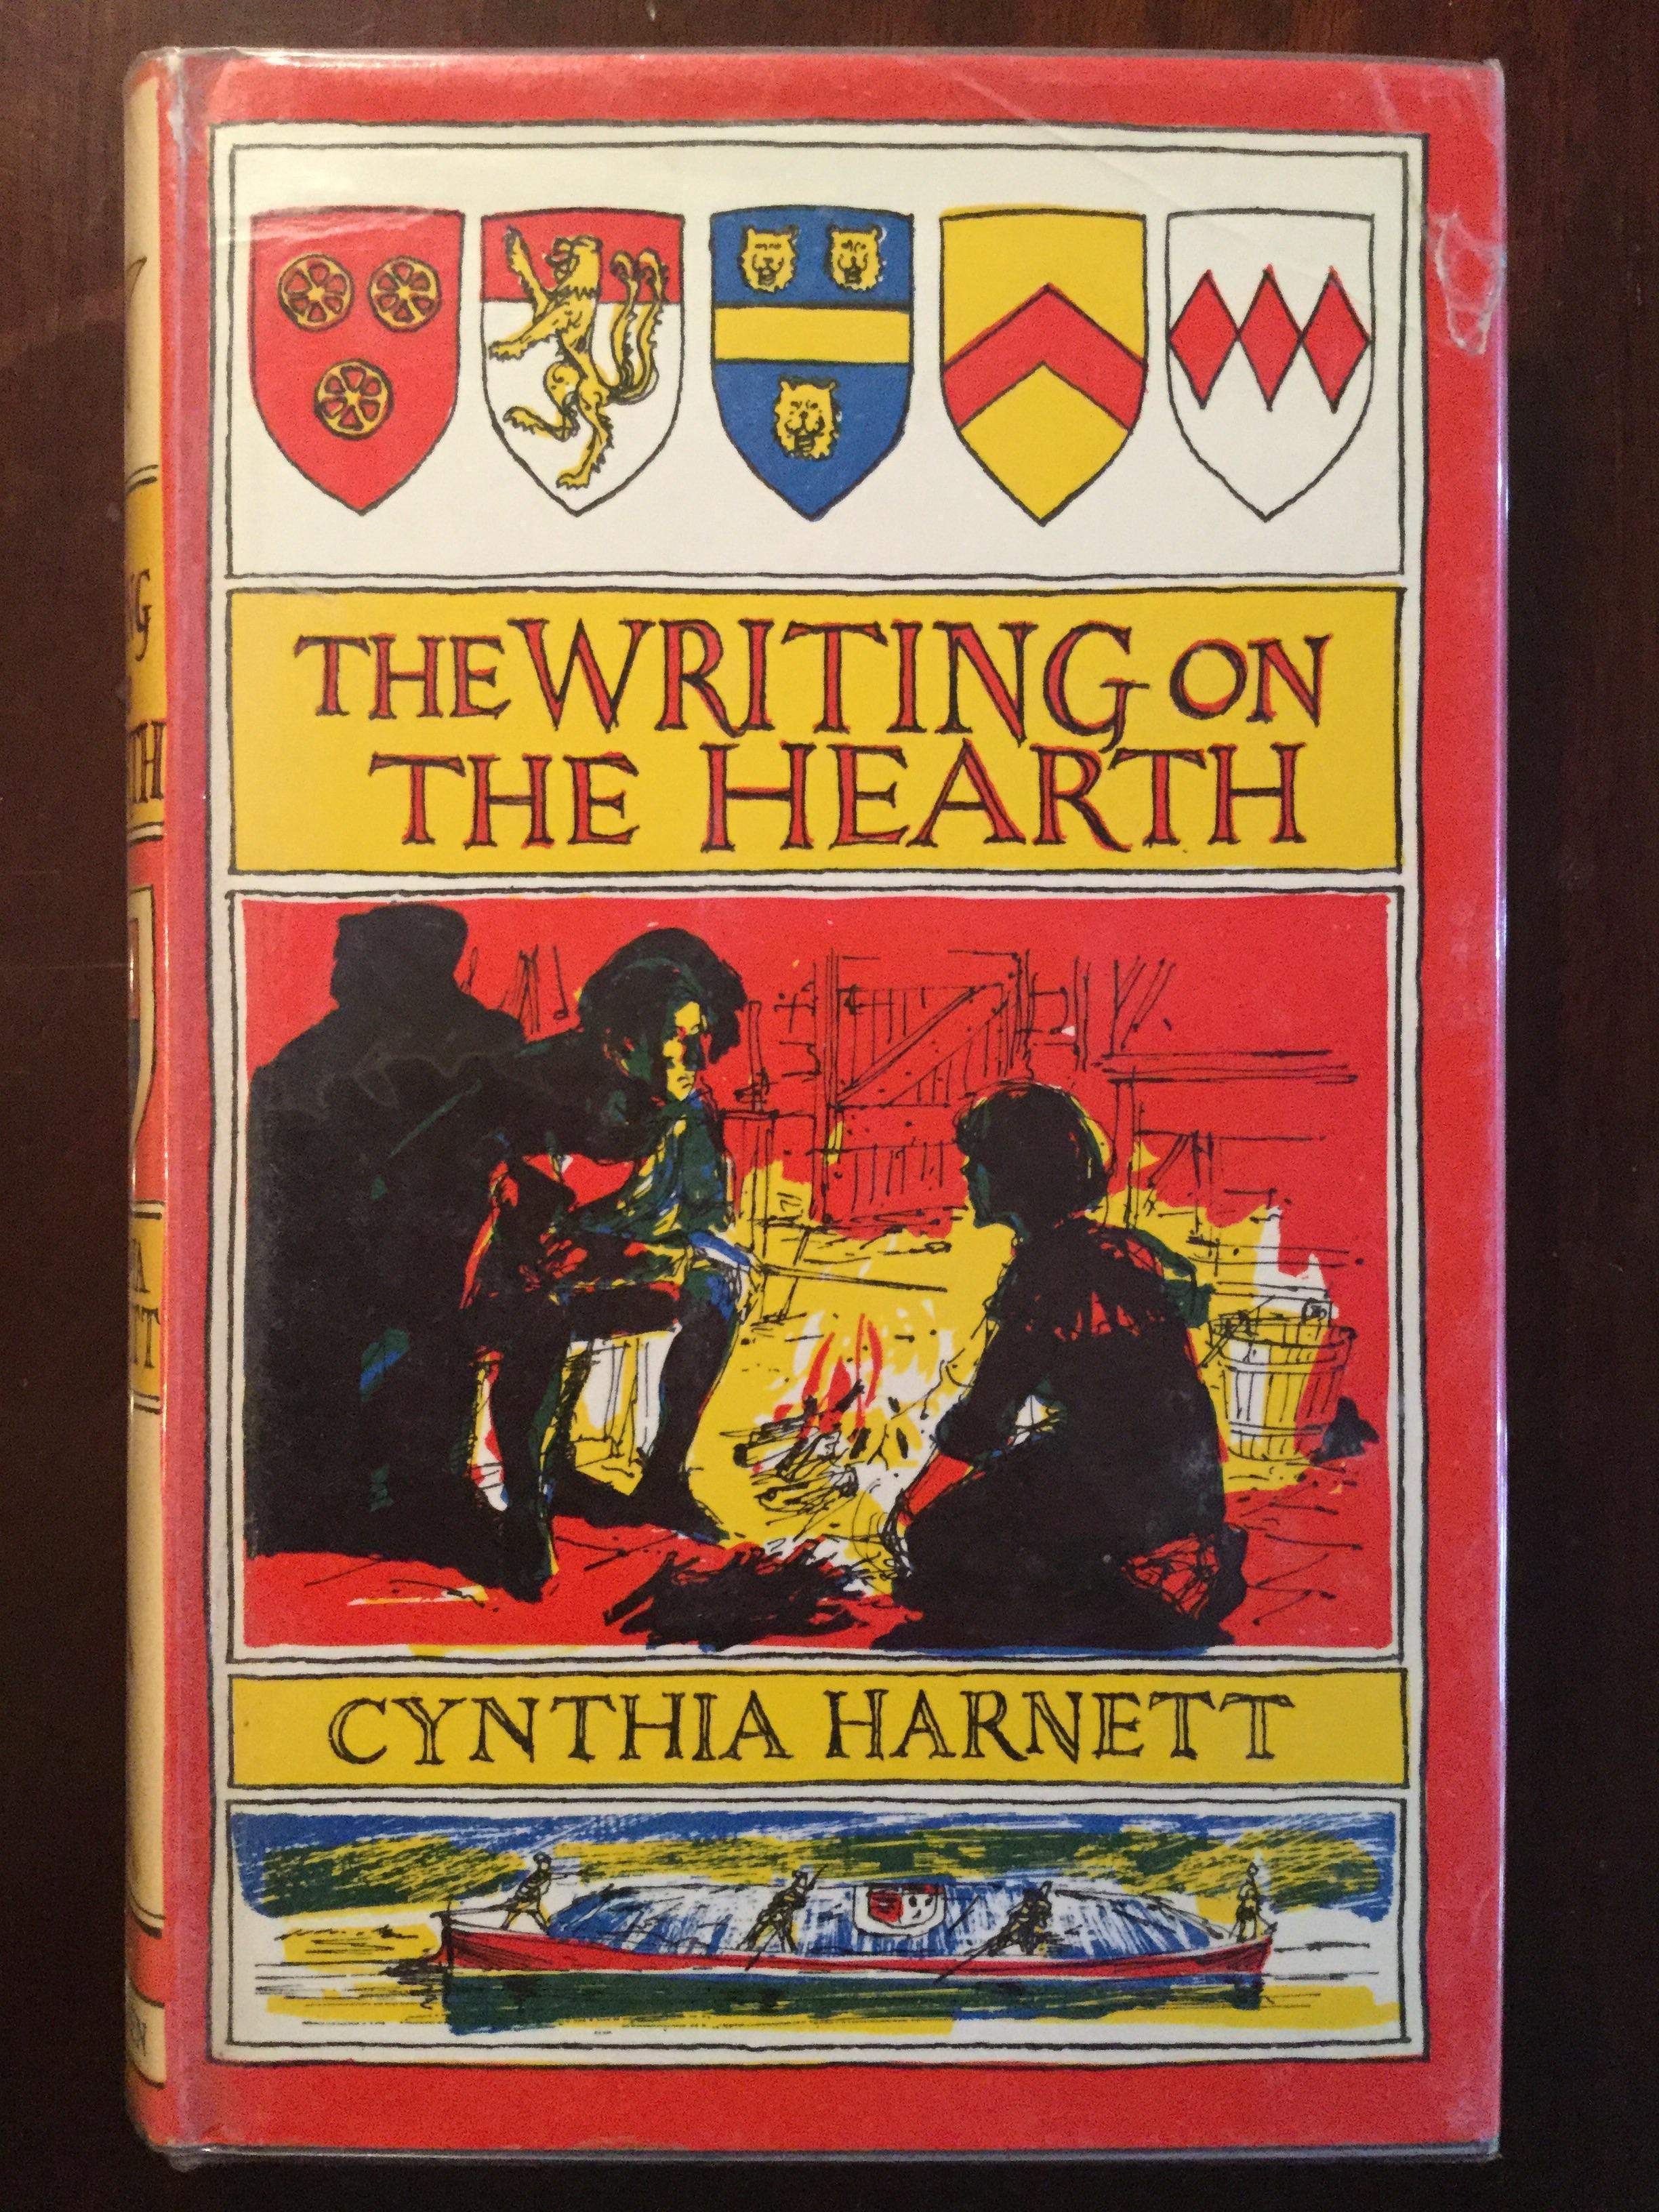 THE WRITING ON
THE HEARTH
CYNTHIA HARNETT